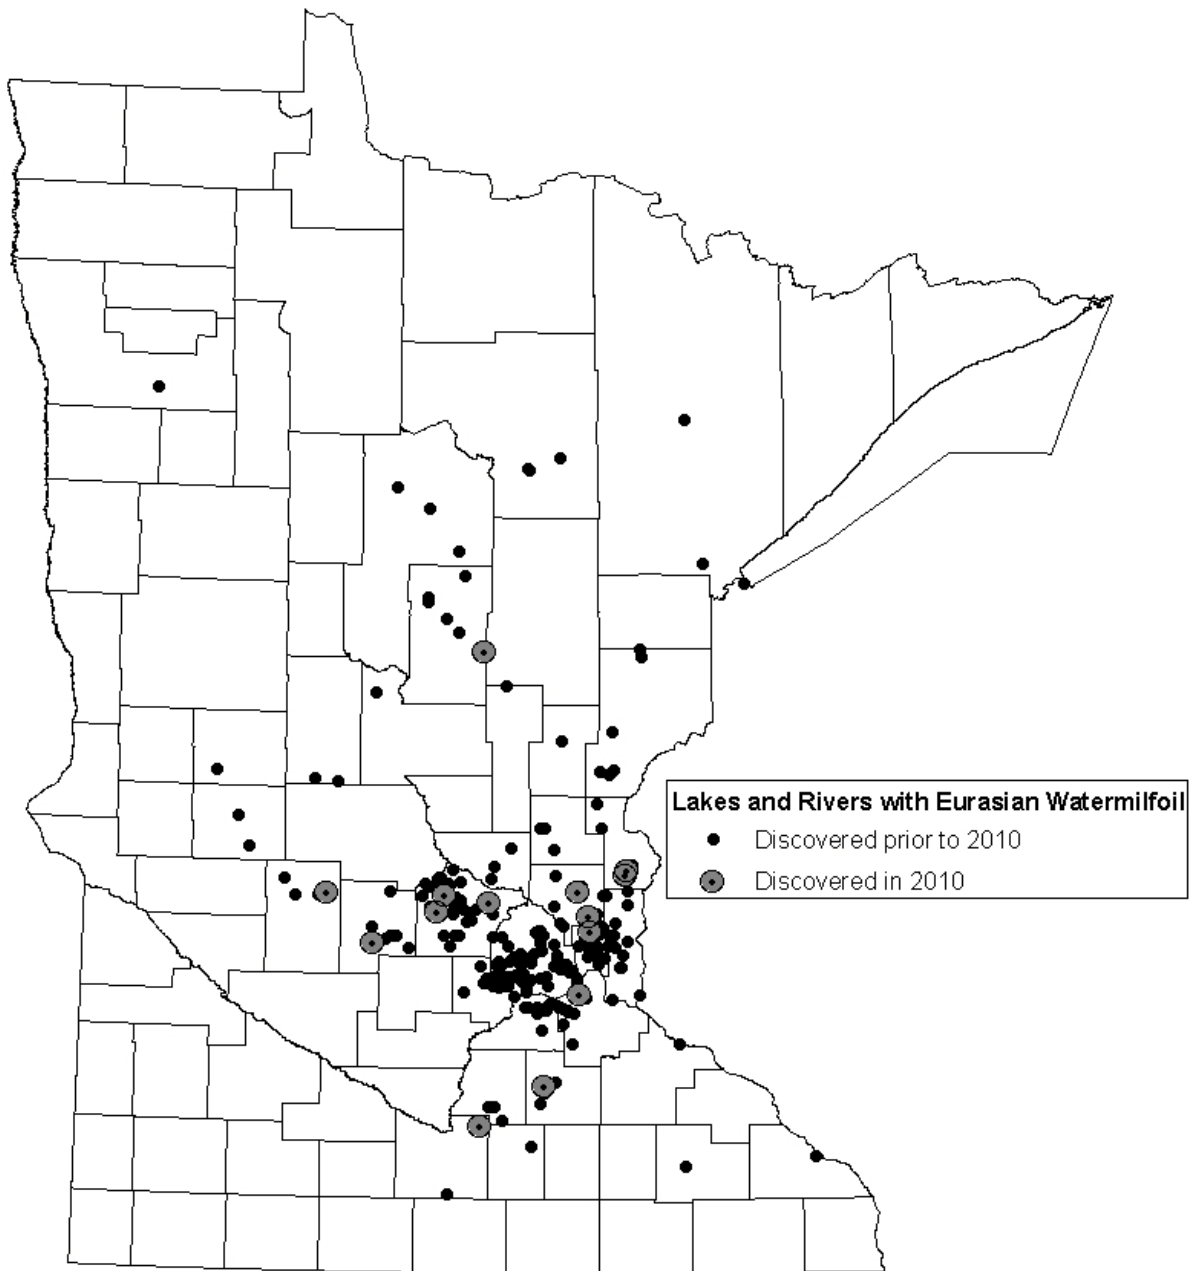 Lakes and Rivers with Eurasian Watermilfoil
Discovered prior to 2010
Discovered in 2010